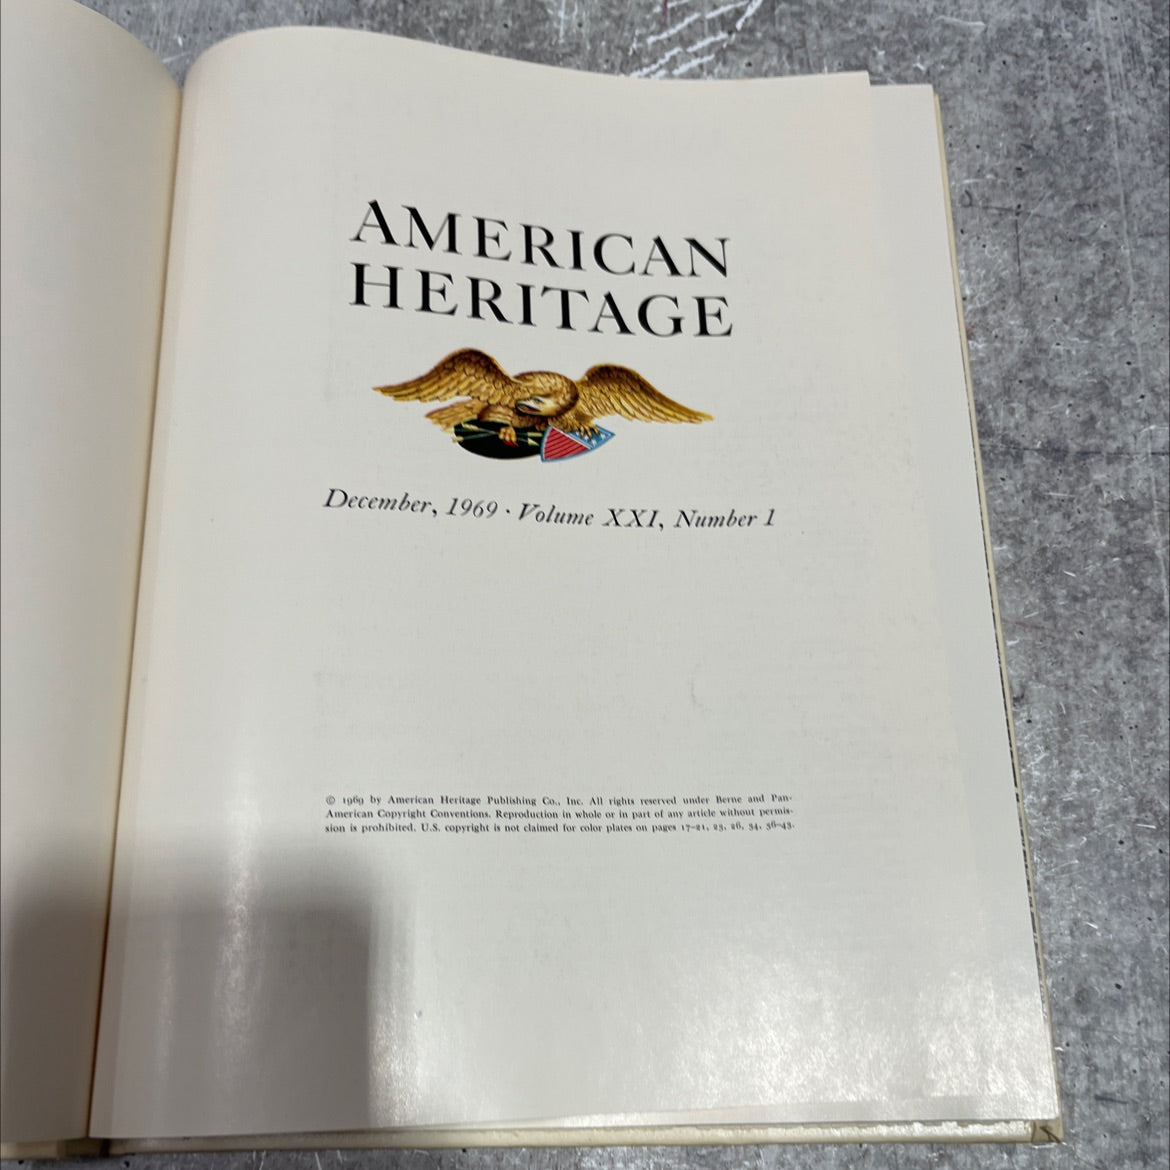 AMERICAN
HERITAGE
December, 1969 · Volume XXI, Number 1
© 1969 by American Heritage Publishing Co., Inc. All rights reserved under Berne and Pan-
American Copyright Conventions. Reproduction in whole or in part of any article without permis-
sion is prohibited. U.S. copyright is not claimed for color plates on pages 17–21, 23, 26, 34, 36–43.